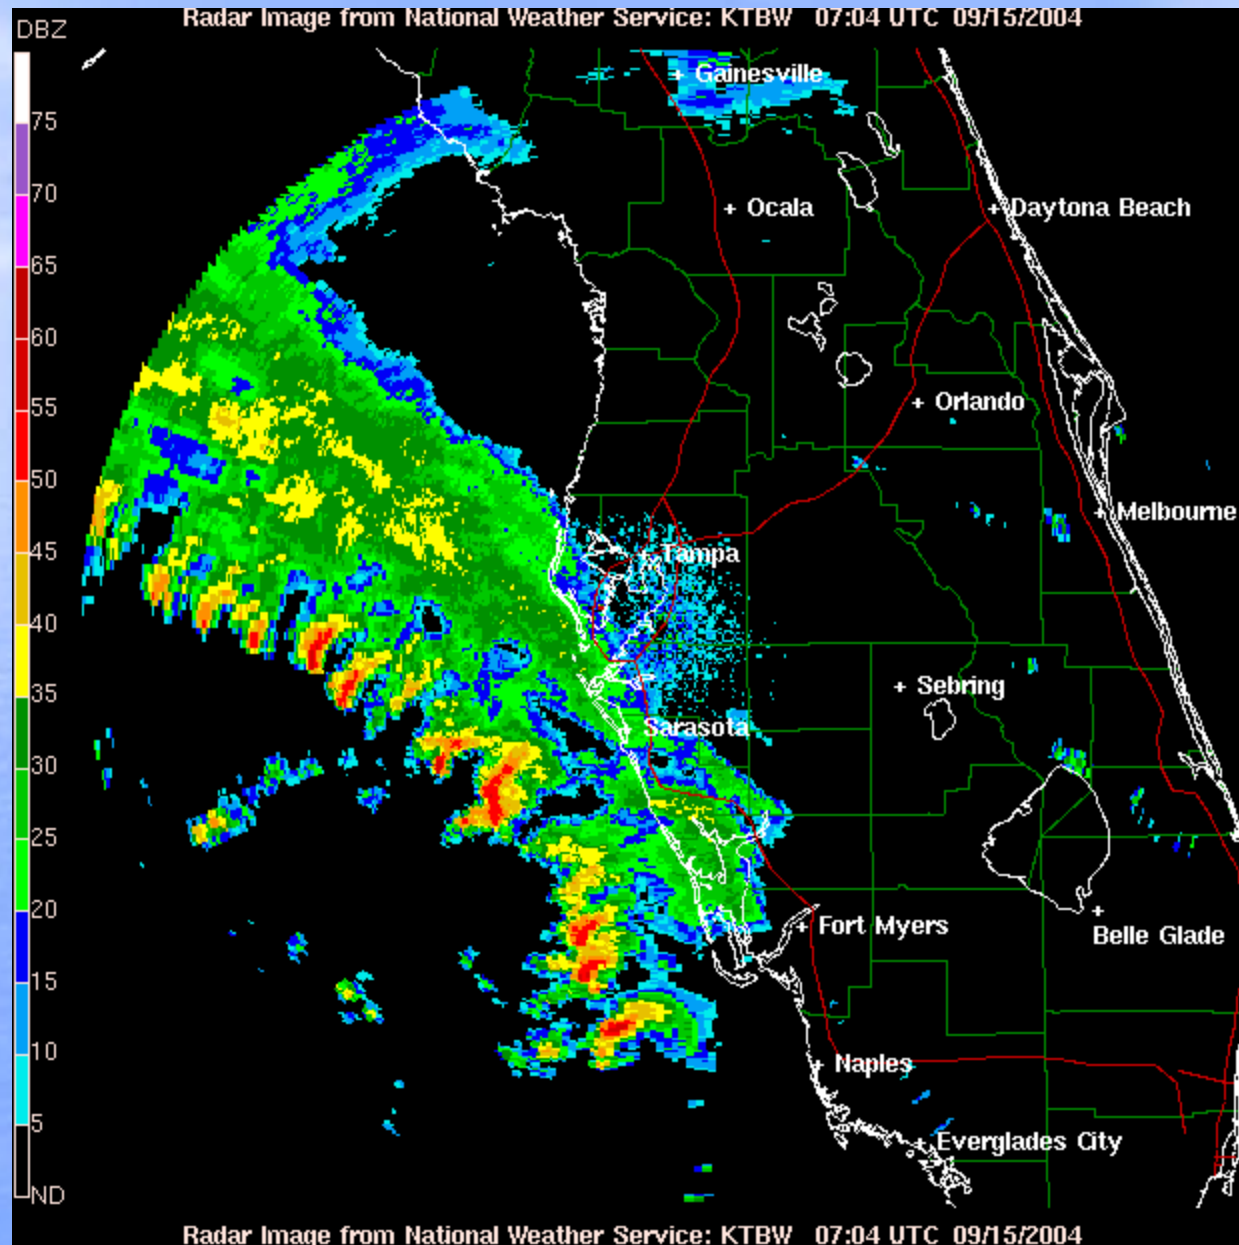 Radar Image from National Weather Service: KTBW 07:04 UTC 09/15/2004
DBZ
75
70
65
60
55
50
45
40
35
30
25
20
15
10
5
ND
Gainesville
Ocala
Daytona Beach
Orlando
Melbourne
Tampa
Sebring
Sarasota
Fort Myers
Belle Glade
Naples
Everglades City
Radar Image from National Weather Service: KTBW 07:04 UTC 09/15/2004